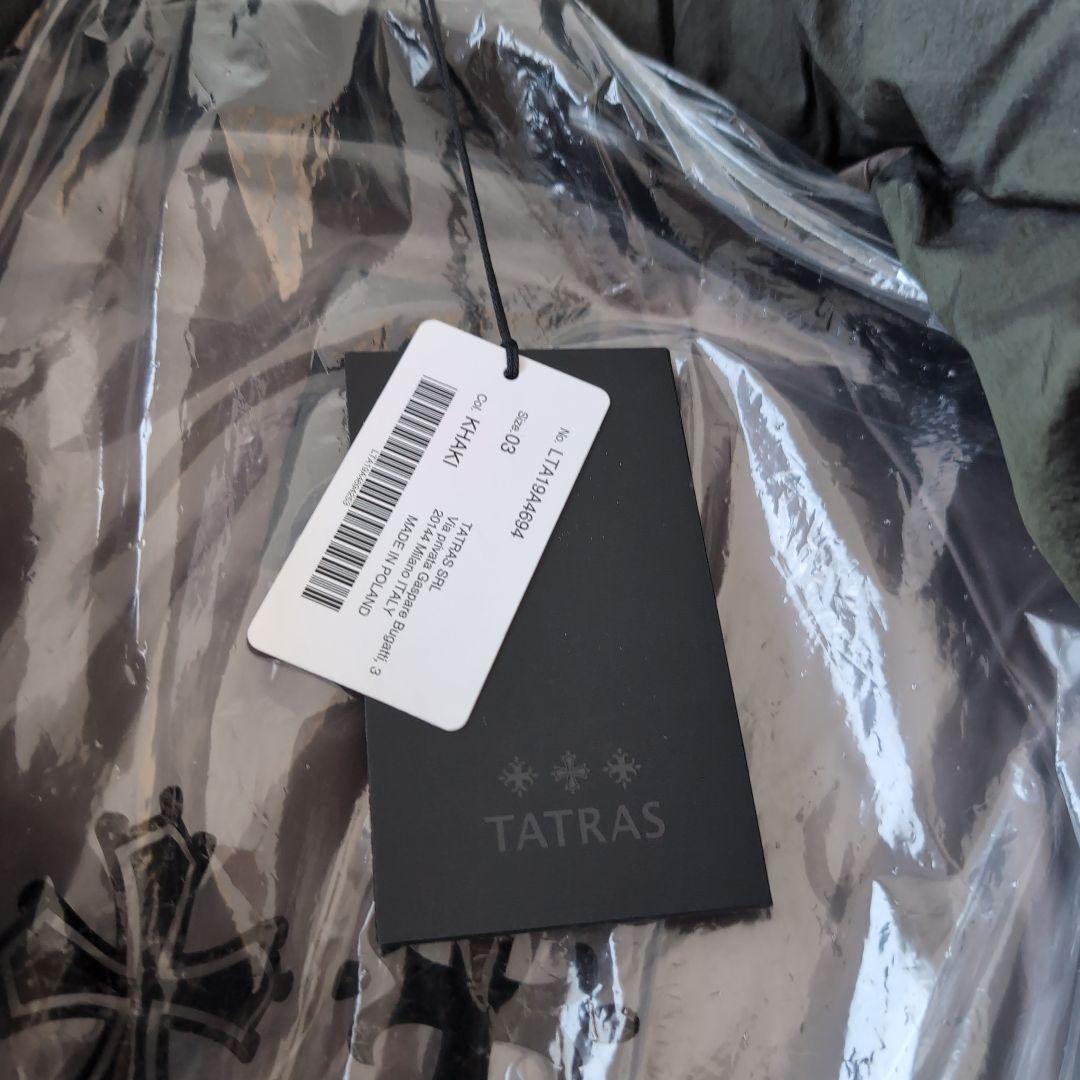 No. LTA19A4694
Size. 03
Col. KHAKI
TATRAS SRL
Via privata Gaspare Bugatti, 3
20144 Milano ITALY
MADE IN POLAND
TATRAS